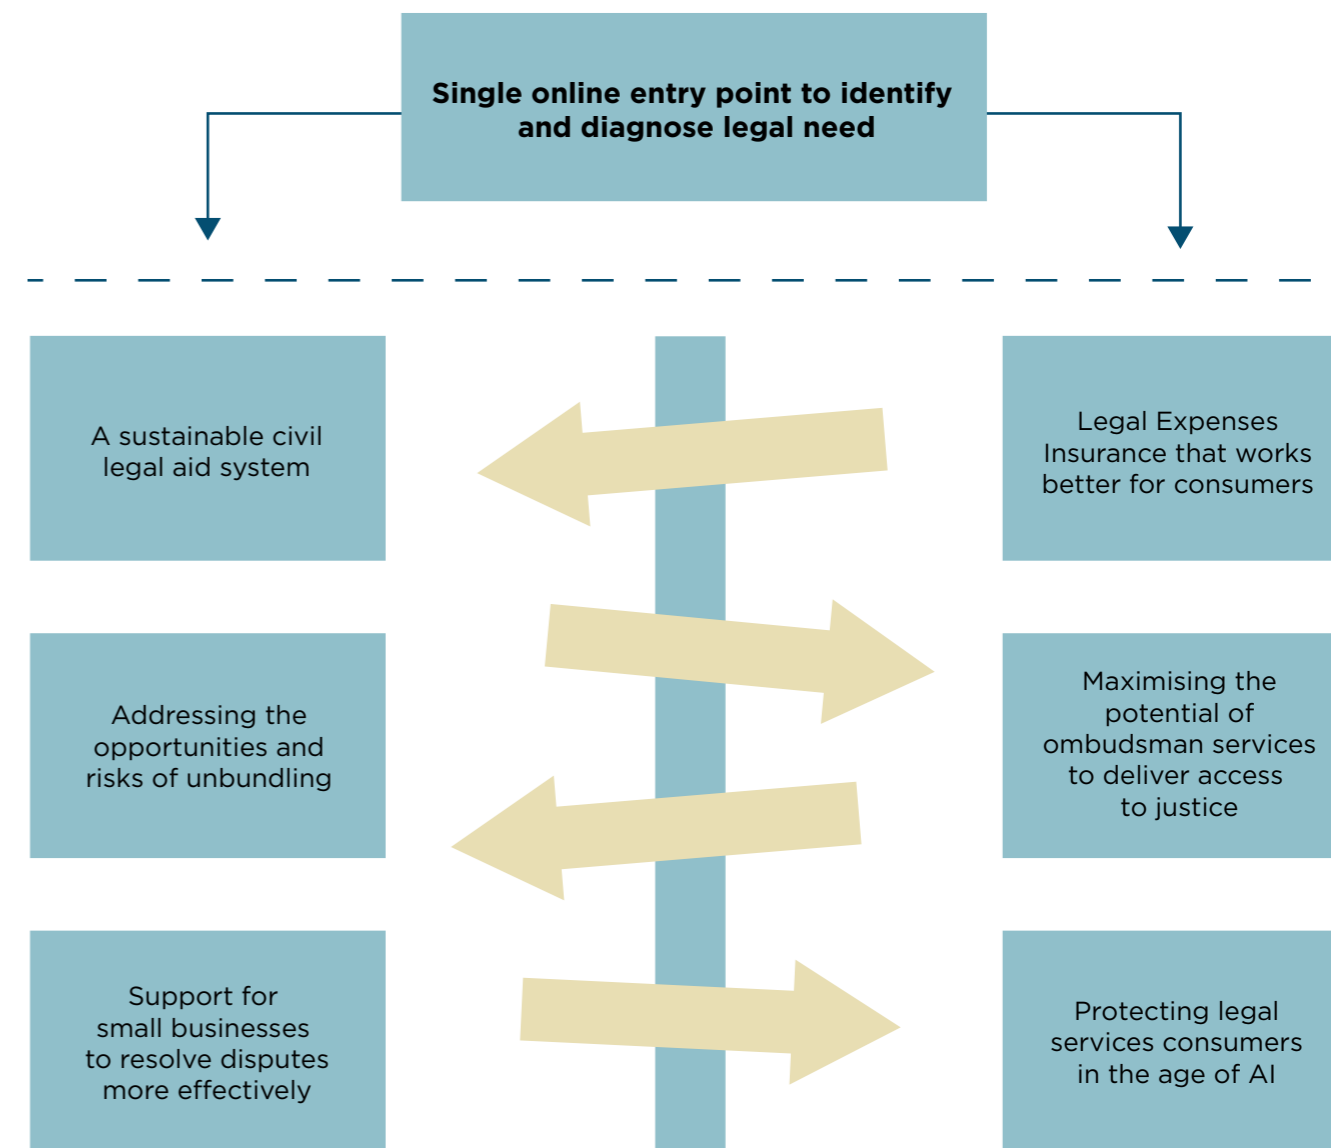 Single online entry point to identify
and diagnose legal need
A sustainable civil
legal aid system
Legal Expenses
Insurance that works
better for consumers
Addressing the
opportunities and
risks of unbundling
Maximising the
potential of
ombudsman services
to deliver access
to justice
Support for
small businesses
to resolve disputes
more effectively
Protecting legal
services consumers
in the age of AI